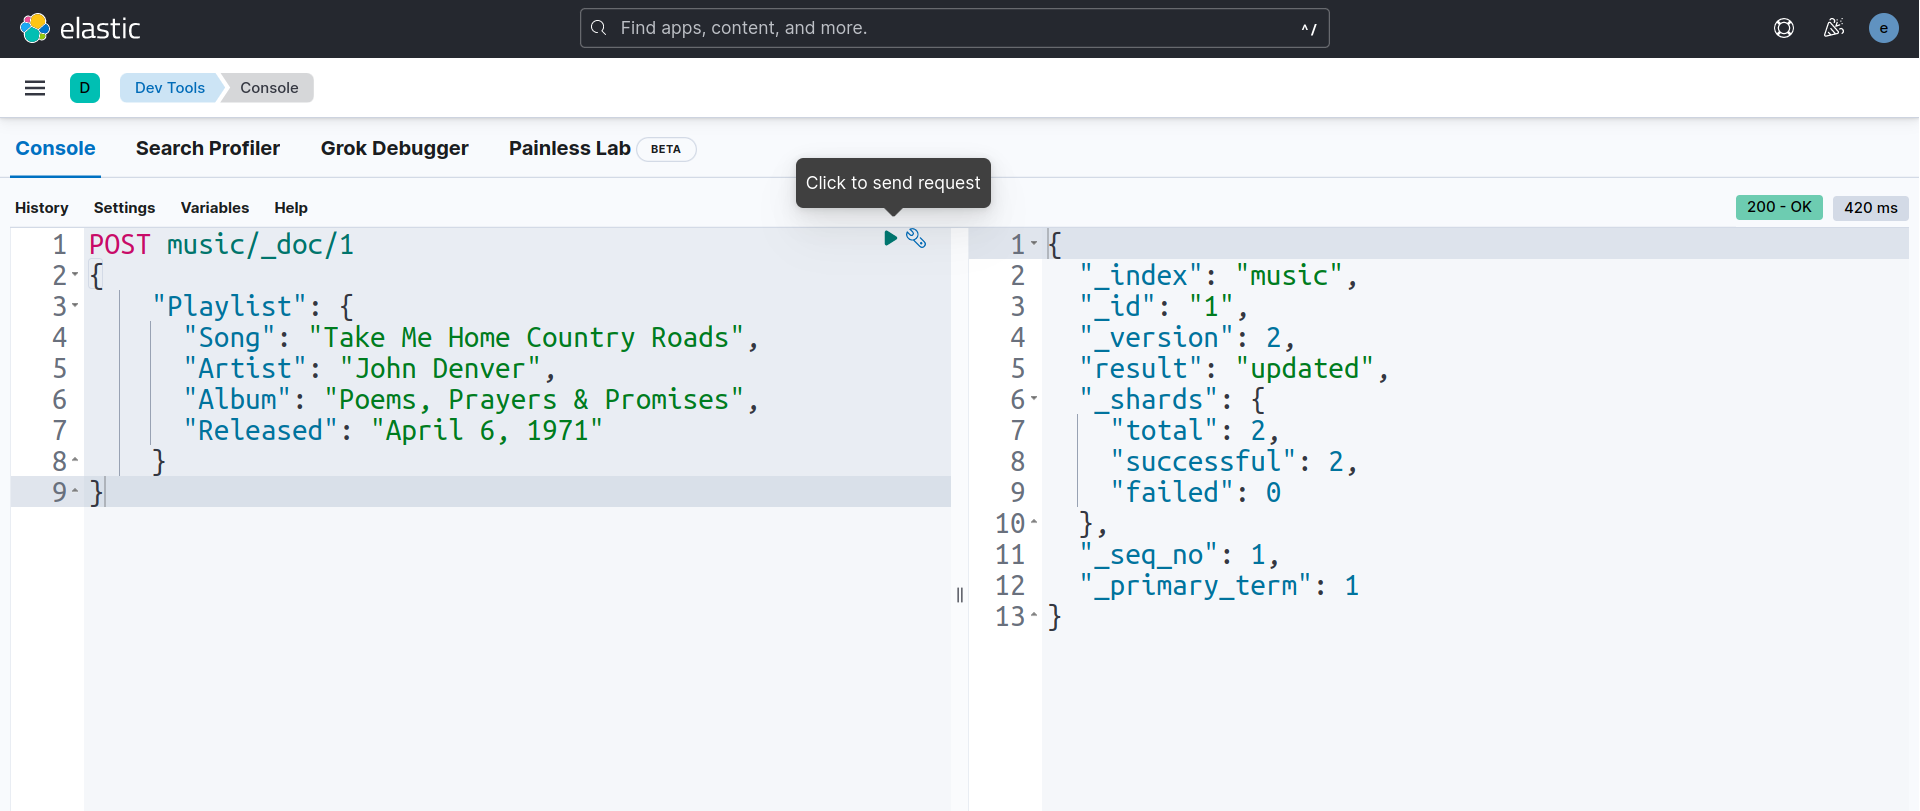 elastic
Find apps, content, and more.
^/
e
D
Dev Tools
Console
Console
Search Profiler
Grok Debugger
Painless Lab
BETA
Click to send request
History
Settings
Variables
Help
200 - OK
420 ms
1 POST music/_doc/1
2 {
3 "Playlist": {
4 "Song": "Take Me Home Country Roads",
5 "Artist": "John Denver",
6 "Album": "Poems, Prayers & Promises",
7 "Released": "April 6, 1971"
8 }
9 }
1 {
2 "_index": "music",
3 "_id": "1",
4 "_version": 2,
5 "result": "updated",
6 "_shards": {
7 "total": 2,
8 "successful": 2,
9 "failed": 0
10 },
11 "_seq_no": 1,
12 "_primary_term": 1
13 }